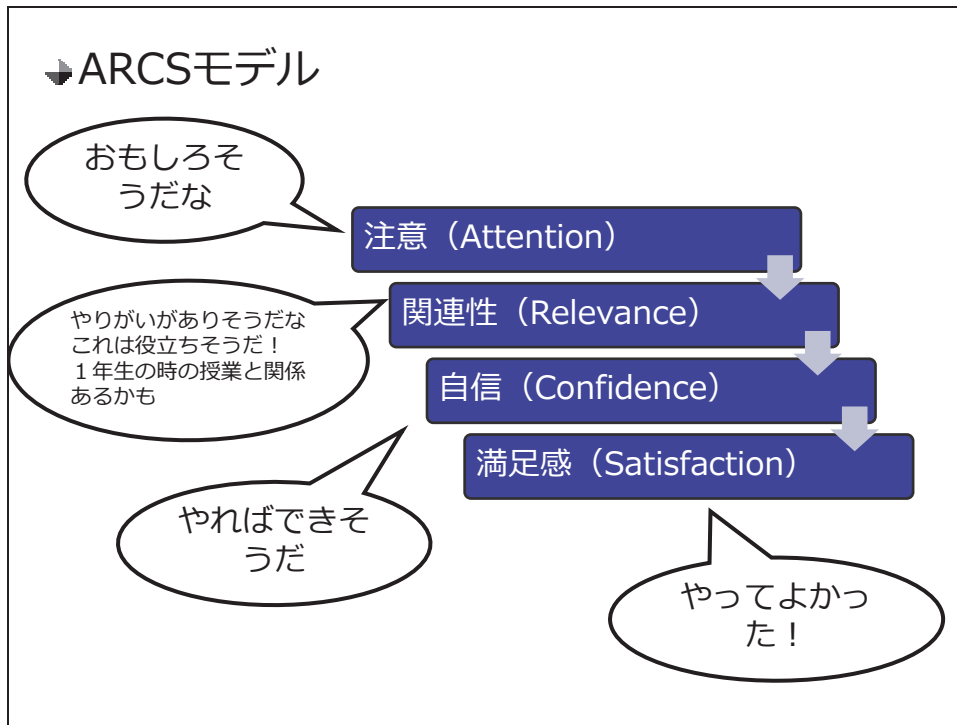 ARCSモデル
おもしろそ
うだな
注意（Attention）
やりがいがありそうだな
これは役立ちそうだ！
１年生の時の授業と関係
あるかも
関連性（Relevance）
自信（Confidence）
やればできそ
うだ
満足感（Satisfaction）
やってよかっ
た！